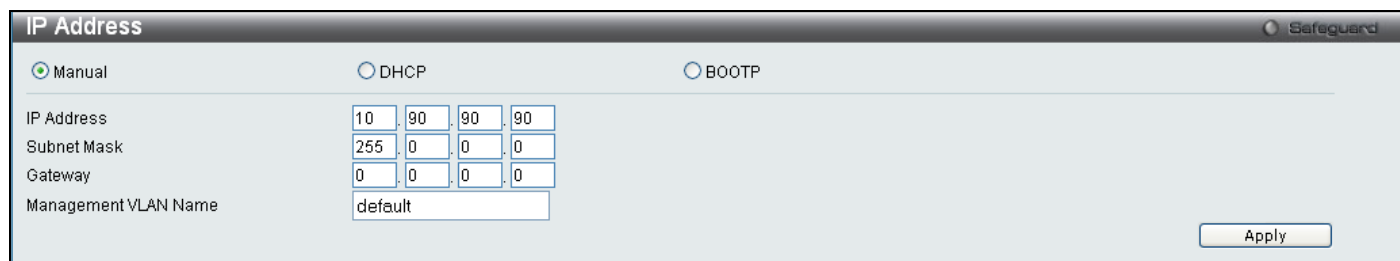 IP Address
Safeguard
Manual DHCP BOOTP
IP Address 10 . 90 . 90 . 90
Subnet Mask 255 . 0 . 0 . 0
Gateway 0 . 0 . 0 . 0
Management VLAN Name default
Apply